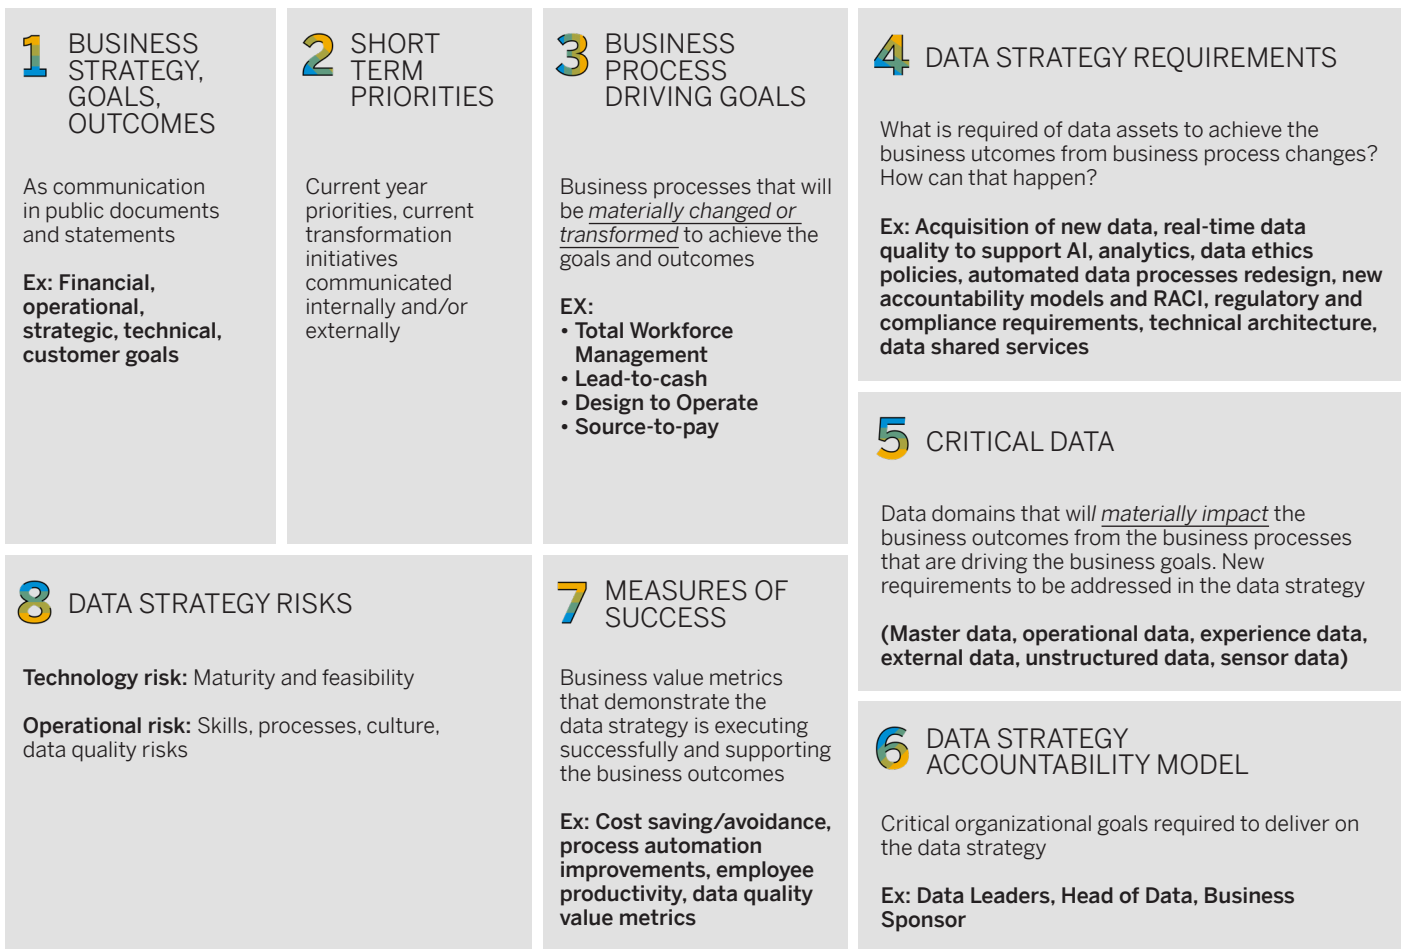 1
BUSINESS
STRATEGY,
GOALS,
OUTCOMES
As communication
in public documents
and statements
Ex: Financial,
operational,
strategic, technical,
customer goals
2
SHORT
TERM
PRIORITIES
Current year
priorities, current
transformation
initiatives
communicated
internally and/or
externally
3
BUSINESS
PROCESS
DRIVING GOALS
Business processes that will
be materially changed or
transformed to achieve the
goals and outcomes
EX:
• Total Workforce
Management
• Lead-to-cash
• Design to Operate
• Source-to-pay
4
DATA STRATEGY REQUIREMENTS
What is required of data assets to achieve the
business utcomes from business process changes?
How can that happen?
Ex: Acquisition of new data, real-time data
quality to support AI, analytics, data ethics
policies, automated data processes redesign, new
accountability models and RACI, regulatory and
compliance requirements, technical architecture,
data shared services
5
CRITICAL DATA
Data domains that will materially impact the
business outcomes from the business processes
that are driving the business goals. New
requirements to be addressed in the data strategy
(Master data, operational data, experience data,
external data, unstructured data, sensor data)
6
DATA STRATEGY
ACCOUNTABILITY MODEL
Critical organizational goals required to deliver on
the data strategy
Ex: Data Leaders, Head of Data, Business
Sponsor
7
MEASURES OF
SUCCESS
Business value metrics
that demonstrate the
data strategy is executing
successfully and supporting
the business outcomes
Ex: Cost saving/avoidance,
process automation
improvements, employee
productivity, data quality
value metrics
8
DATA STRATEGY RISKS
Technology risk: Maturity and feasibility
Operational risk: Skills, processes, culture,
data quality risks